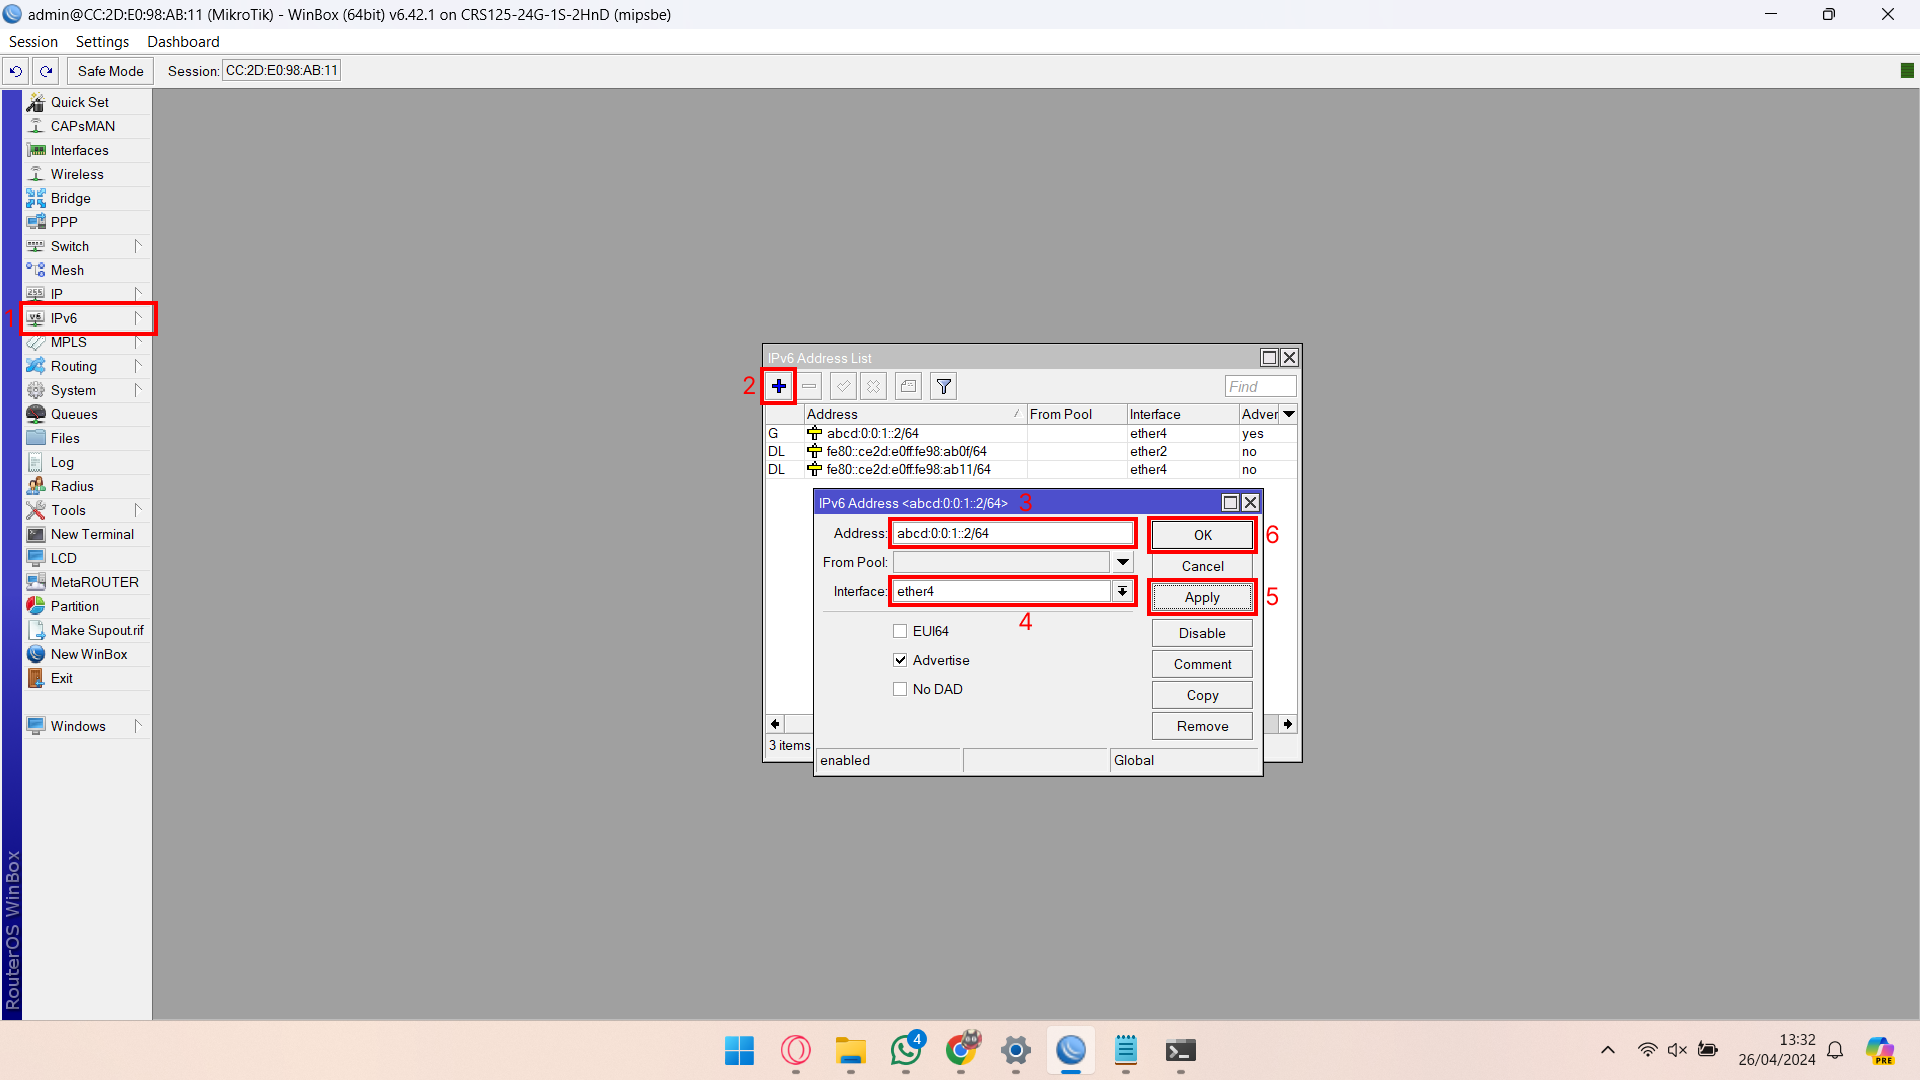 admin@CC:2D:E0:98:AB:11 (MikroTik) - WinBox (64bit) v6.42.1 on CRS125-24G-1S-2HnD (mipsbe)
Session Settings Dashboard
Safe Mode Session: CC:2D:E0:98:AB:11
Quick Set
CAPsMAN
Interfaces
Wireless
Bridge
PPP
Switch
Mesh
255 IP
1 v6 IPv6
MPLS
Routing
System
Queues
Files
Log
Radius
Tools
New Terminal
LCD
MetaROUTER
Partition
Make Supout.rif
New WinBox
Exit
Windows
RouterOS WinBox
IPv6 Address List
2 Find
Address From Pool Interface Adver
G abcd:0:0:1::2/64 ether4 yes
DL fe80::ce2d:e0ff:fe98:ab0f/64 ether2 no
DL fe80::ce2d:e0ff:fe98:ab11/64 ether4 no
3 items
IPv6 Address <abcd:0:0:1::2/64> 3
Address: abcd:0:0:1::2/64
From Pool:
Interface: ether4
4
EUI64
Advertise
No DAD
OK 6
Cancel
Apply 5
Disable
Comment
Copy
Remove
enabled Global
4
13:32
26/04/2024
PRE